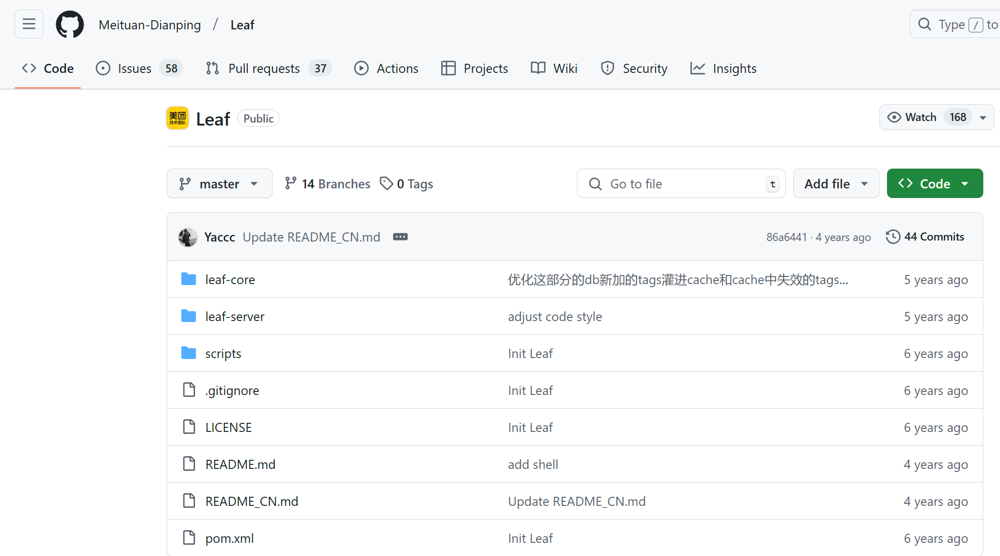 Meituan-Dianping / Leaf
Type / to
Code
Issues 58
Pull requests 37
Actions
Projects
Wiki
Security
Insights
美团
技术团队
Leaf Public
Watch 168
master
14 Branches
0 Tags
Go to file t
Add file
Code
Yaccc Update README_CN.md
86a6441 · 4 years ago
44 Commits
leaf-core 优化这部分的db新加的tags灌进cache和cache中失效的tags... 5 years ago
leaf-server adjust code style 5 years ago
scripts Init Leaf 6 years ago
.gitignore Init Leaf 6 years ago
LICENSE Init Leaf 6 years ago
README.md add shell 4 years ago
README_CN.md Update README_CN.md 4 years ago
pom.xml Init Leaf 6 years ago